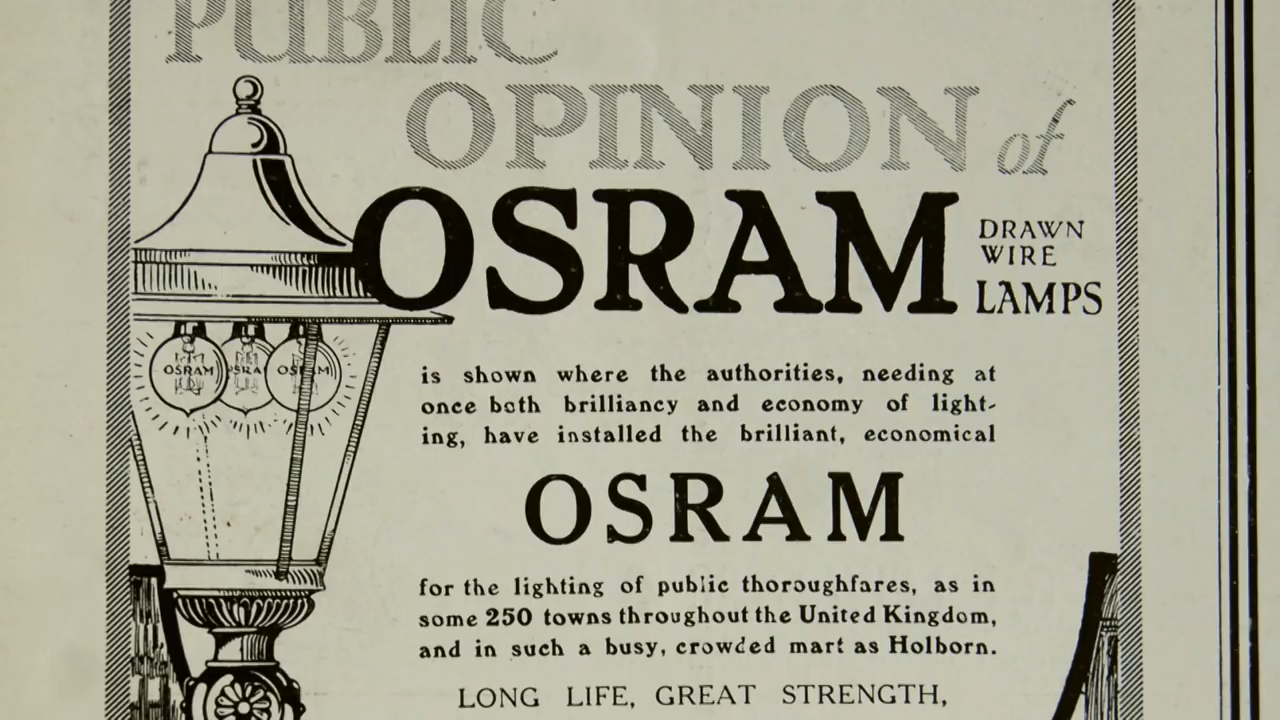 PUBLIC
OPINION of
OSRAM
DRAWN
WIRE
LAMPS
OSRAM
OSRAM
is shown where the authorities, needing at
once both brilliancy and economy of light-
ing, have installed the brilliant, economical
OSRAM
for the lighting of public thoroughfares, as in
some 250 towns throughout the United Kingdom,
and in such a busy, crowded mart as Holborn.
LONG LIFE, GREAT STRENGTH,